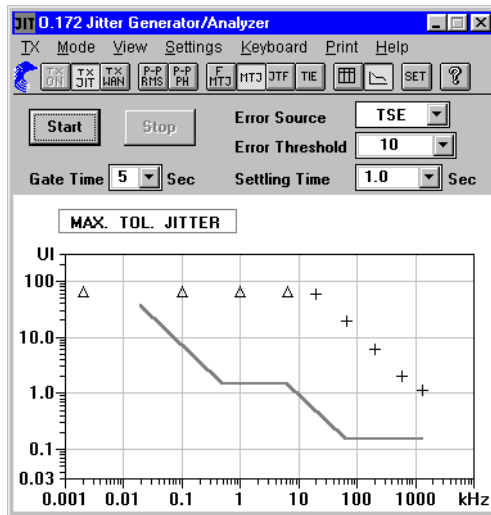 JIT O.172 Jitter Generator/Analyzer
TX Mode View Settings Keyboard Print Help
TX ON TX JIT TX WAN P-P RMS P-P PH F MTJ MTJ JTF TIE SET ?
Start Stop Error Source TSE
Error Threshold 10
Gate Time 5 Sec Settling Time 1.0 Sec
MAX. TOL. JITTER
UI
100
10.0
1.0
0.1
0.03
0.001 0.01 0.1 1 10 100 1000 kHz